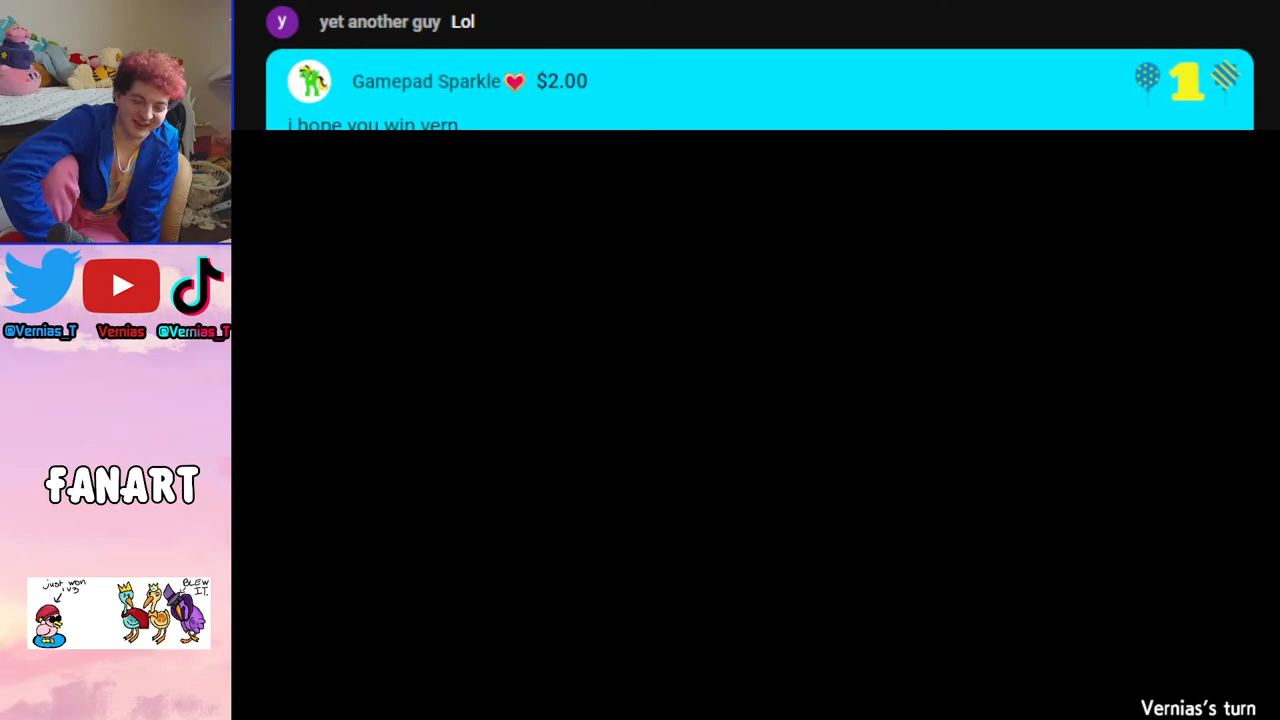 y yet another guy Lol
Gamepad Sparkle $2.00 1
i hope you win vern
@Vernias_T Vernias @Vernias_T
FANART
just won
1v3
BLEW
IT.
Vernias's turn